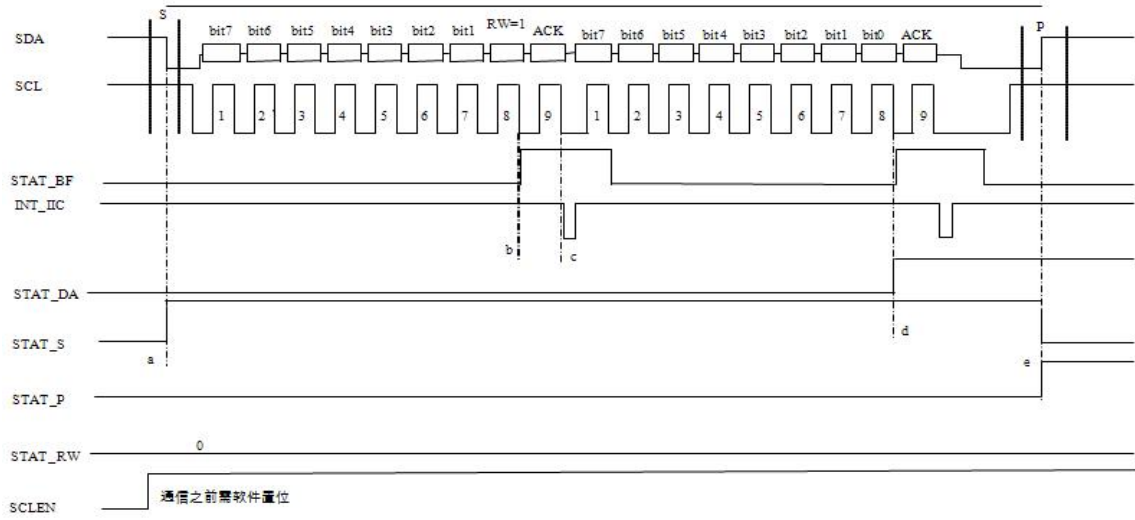 S
P
bit7 bit6 bit5 bit4 bit3 bit2 bit1 RW=1 ACK bit7 bit6 bit5 bit4 bit3 bit2 bit1 bit0 ACK
SDA
SCL
1 2 3 4 5 6 7 8 9 1 2 3 4 5 6 7 8 9
STAT_BF
INT_IIC
b
c
STAT_DA
d
STAT_S
a
e
STAT_P
0
STAT_RW
通信之前需软件置位
SCLEN